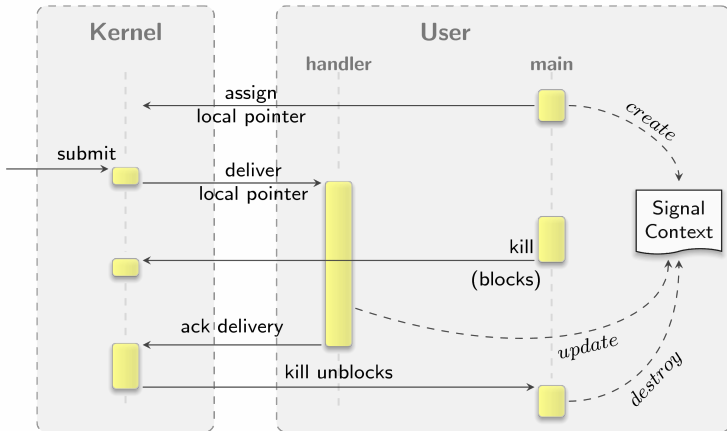 Kernel
User
handler
main
assign
local pointer
create
submit
deliver
local pointer
Signal
Context
kill
(blocks)
ack delivery
update
kill unblocks
destroy